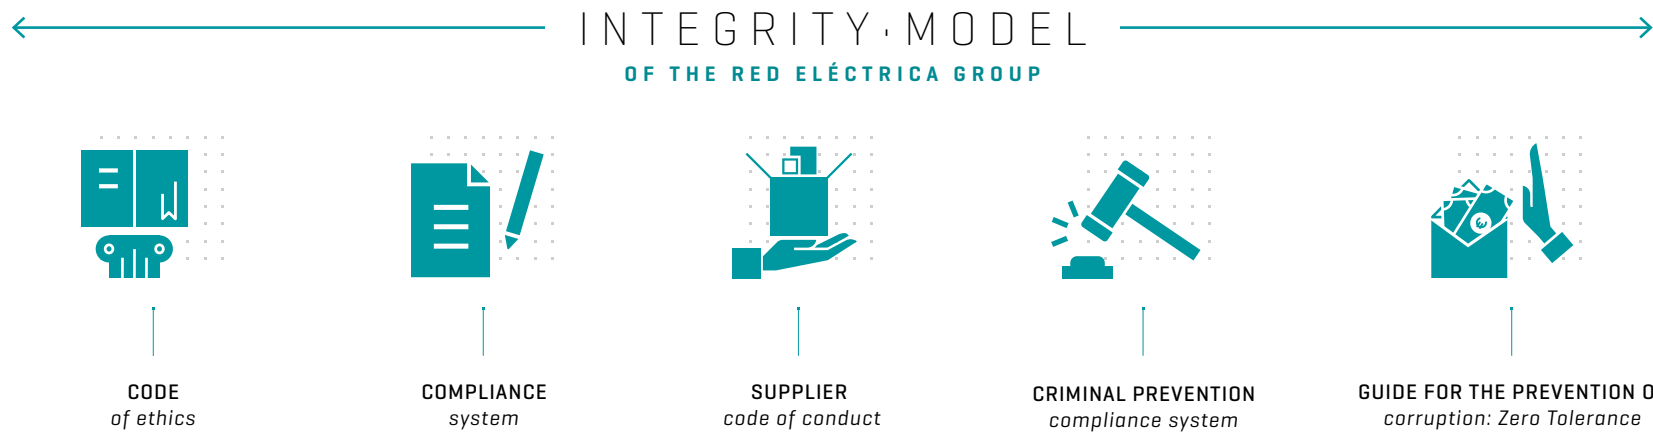 INTEGRITY MODEL
OF THE RED ELÉCTRICA GROUP
CODE
of ethics
COMPLIANCE
system
SUPPLIER
code of conduct
CRIMINAL PREVENTION
compliance system
GUIDE FOR THE PREVENTION O
corruption: Zero Tolerance